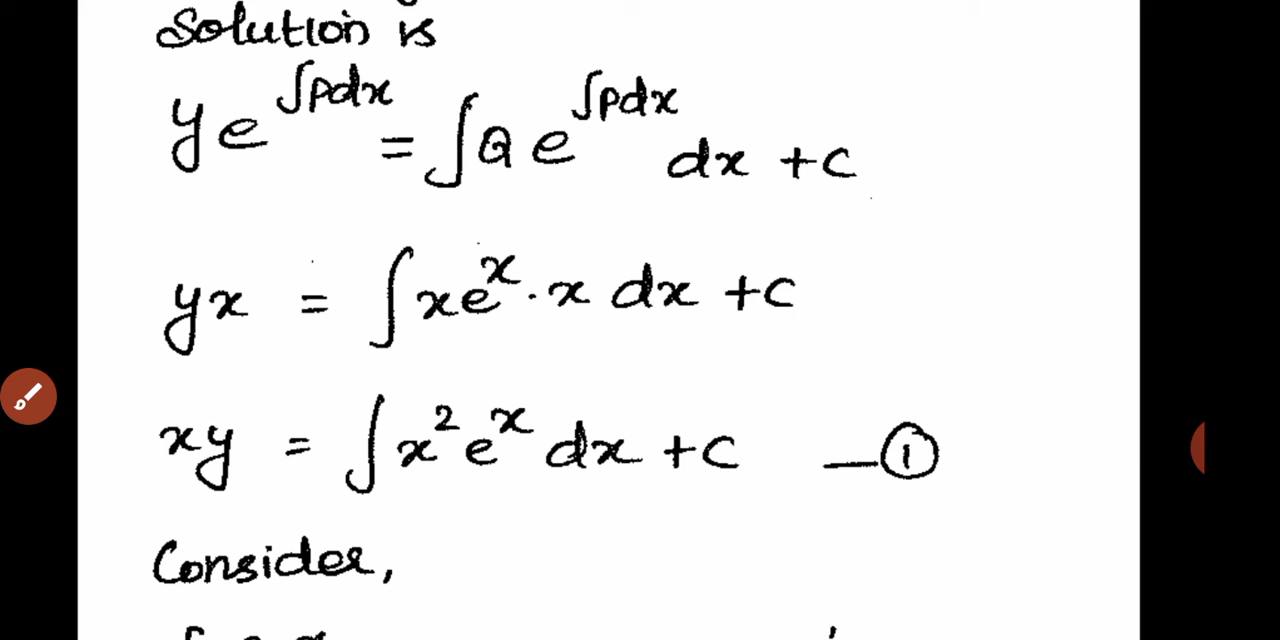 Solution is
ye^∫pdx = ∫Q e^∫pdx dx + c
yx = ∫xe^x · x dx + c
xy = ∫x²e^x dx + c —①
Consider,